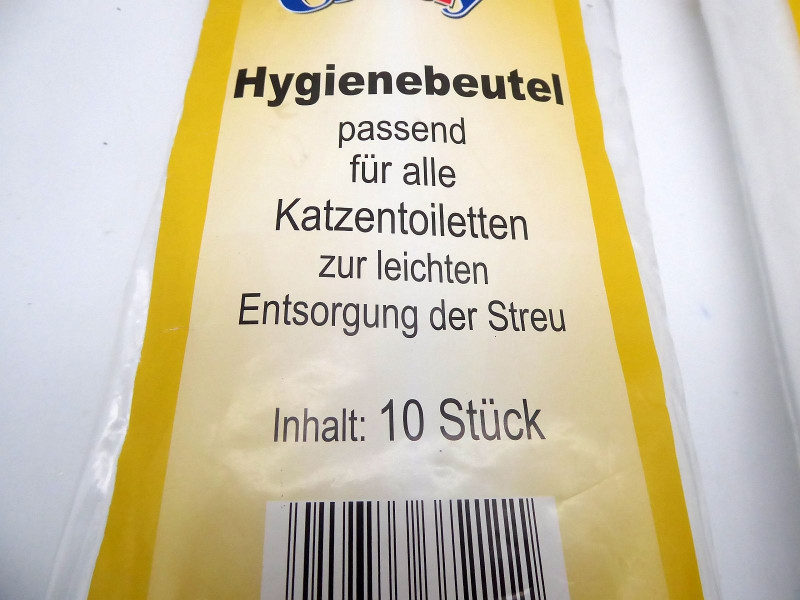 Hygienebeutel
passend
für alle
Katzentoiletten
zur leichten
Entsorgung der Streu
Inhalt: 10 Stück